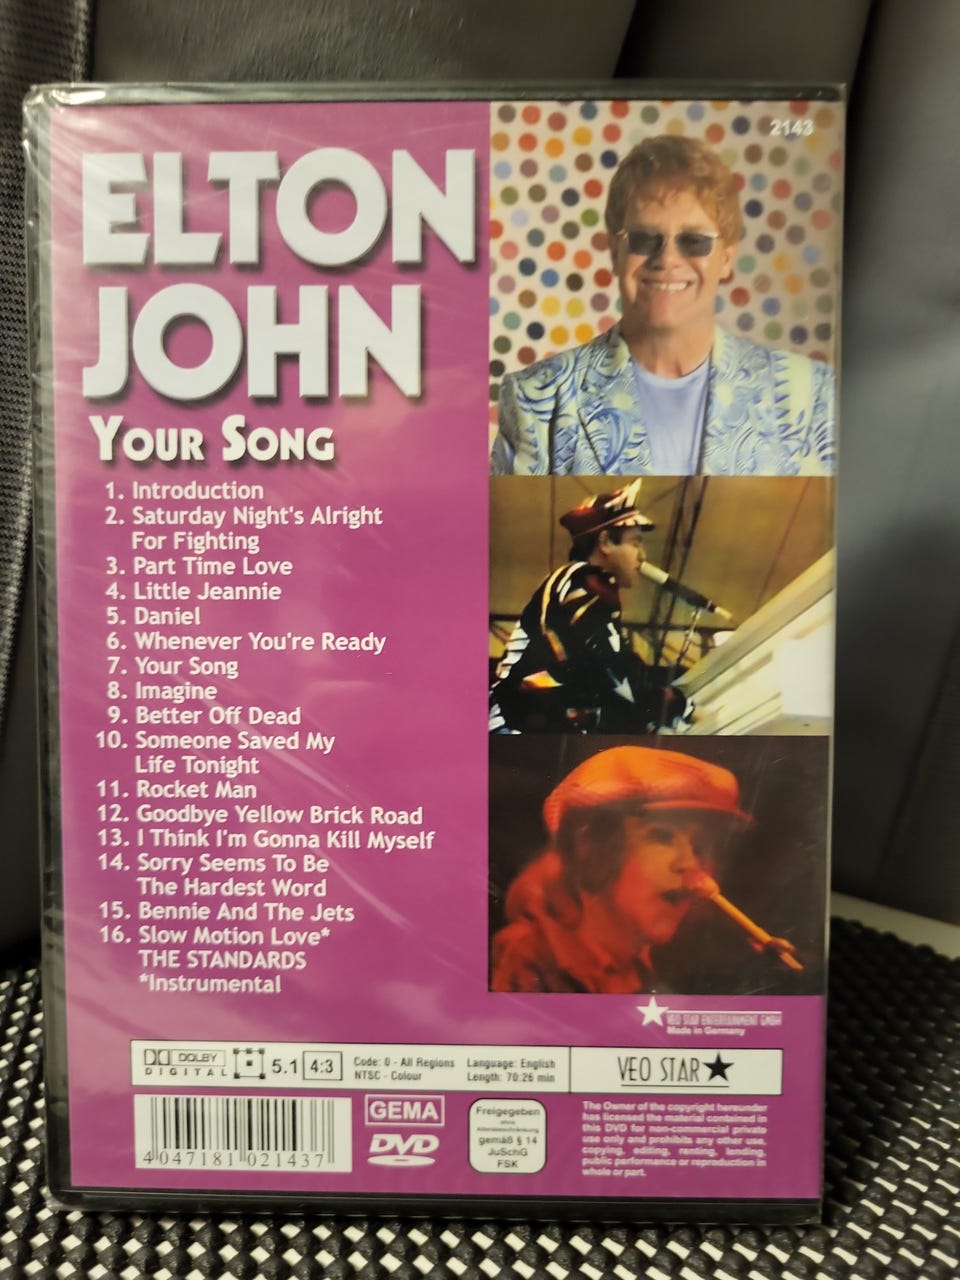 2143
ELTON
JOHN
YOUR SONG
1. Introduction
2. Saturday Night's Alright
For Fighting
3. Part Time Love
4. Little Jeannie
5. Daniel
6. Whenever You're Ready
7. Your Song
8. Imagine
9. Better Off Dead
10. Someone Saved My
Life Tonight
11. Rocket Man
12. Goodbye Yellow Brick Road
13. I Think I'm Gonna Kill Myself
14. Sorry Seems To Be
The Hardest Word
15. Bennie And The Jets
16. Slow Motion Love*
THE STANDARDS
*Instrumental
VEO STAR ENTERTAINMENT GMBH
Made in Germany
DOLBY
DIGITAL
5.1
4:3
Code: 0 - All Regions
NTSC - Colour
Language: English
Length: 70:26 min
VEO STAR
4 047181 021437
GEMA
DVD
Freigegeben
ohne
Altersbeschränkung
gemäß § 14
JuSchG
FSK
The Owner of the copyright hereunder
has licensed the material contained in
this DVD for non-commercial private
use only and prohibits any other use,
copying, editing, renting, lending,
public performance or reproduction in
whole or part.